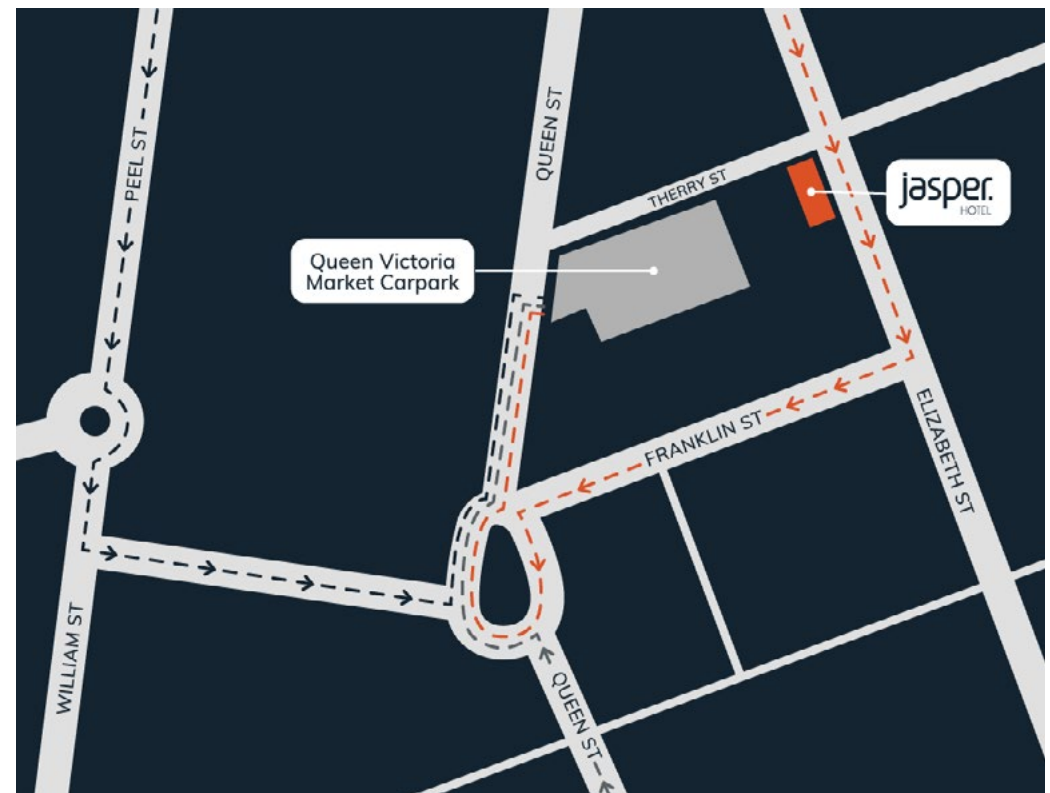 PEEL ST
QUEEN ST
THERRY ST
jasper.
HOTEL
Queen Victoria
Market Carpark
FRANKLIN ST
ELIZABETH ST
WILLIAM ST
QUEEN ST